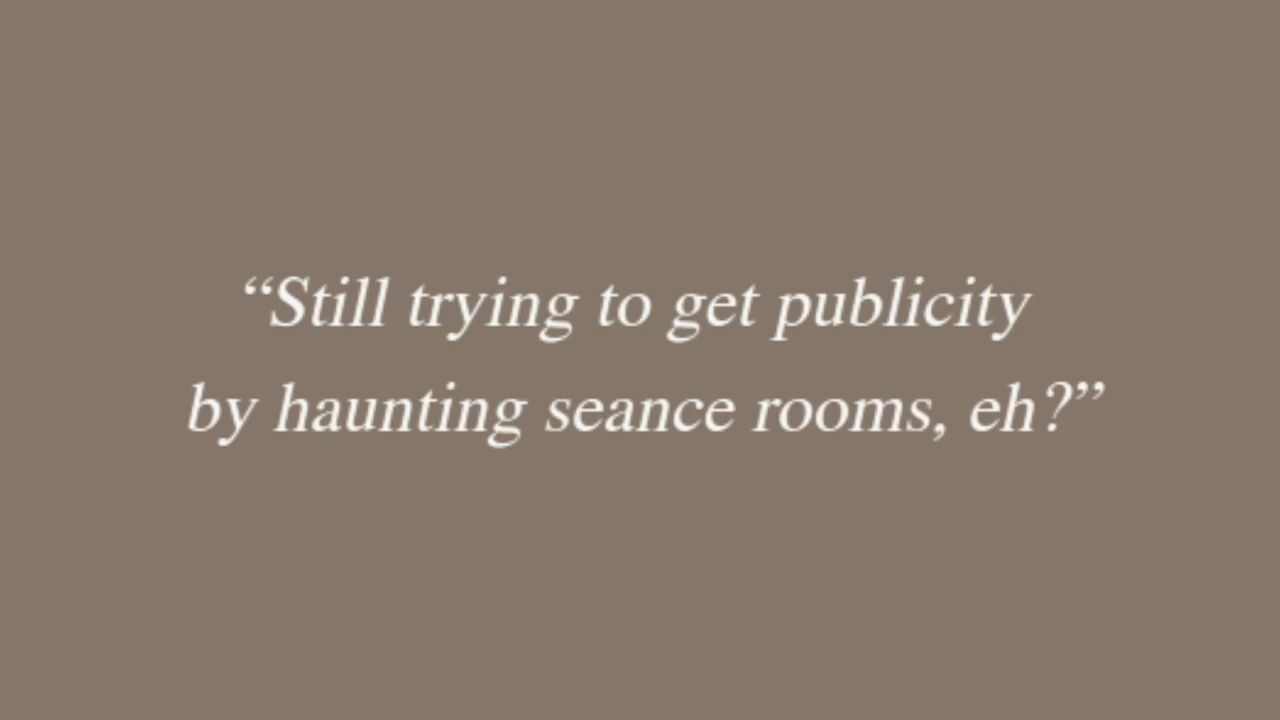 “Still trying to get publicity
by haunting seance rooms, eh?”